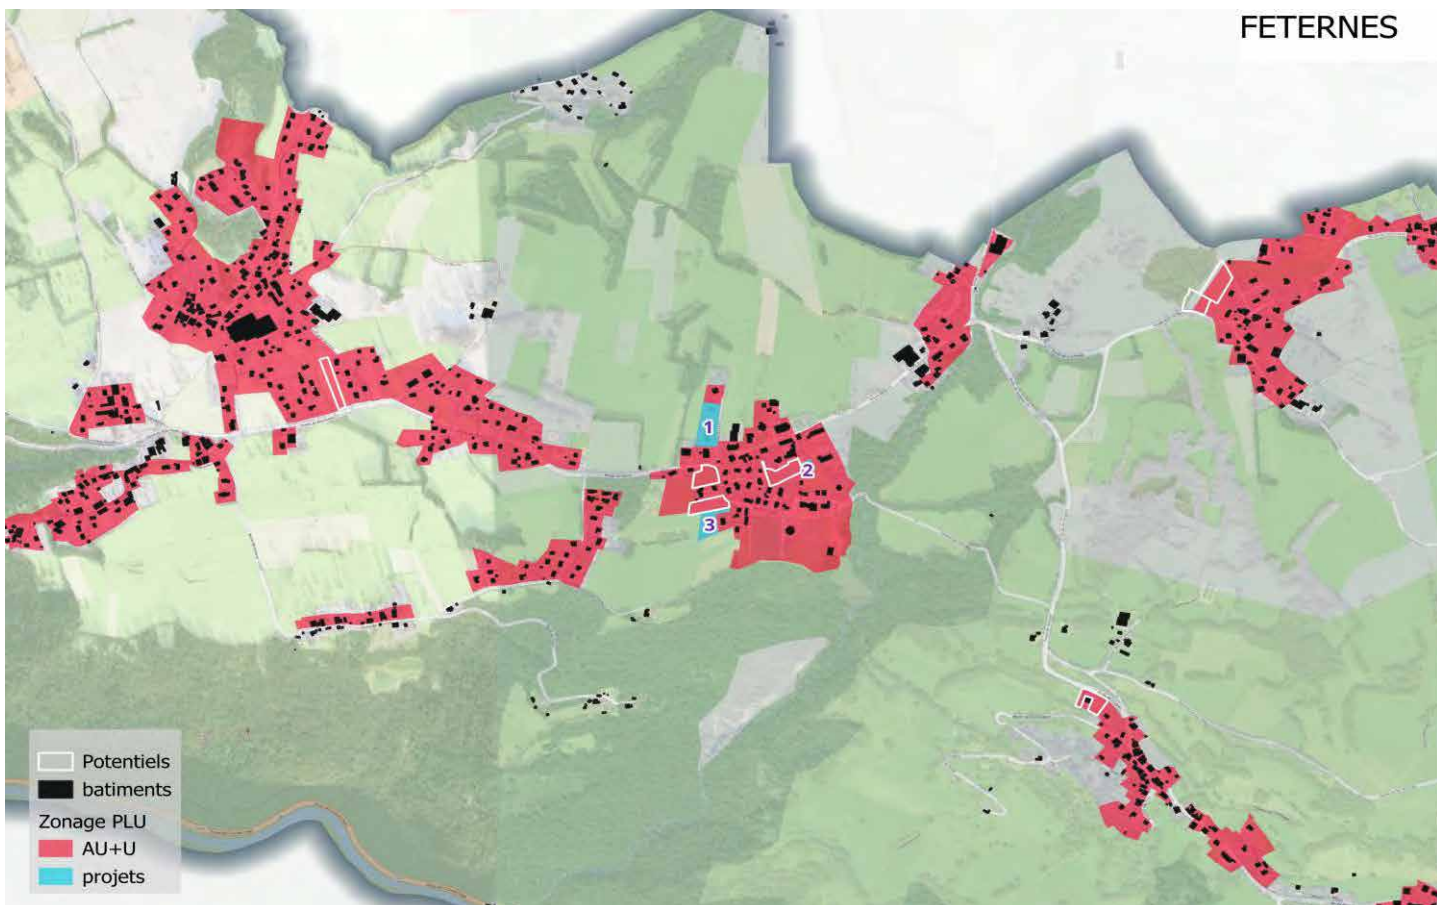 FETERNES
1
2
3
Potentiels
batiments
Zonage PLU
AU+U
projets